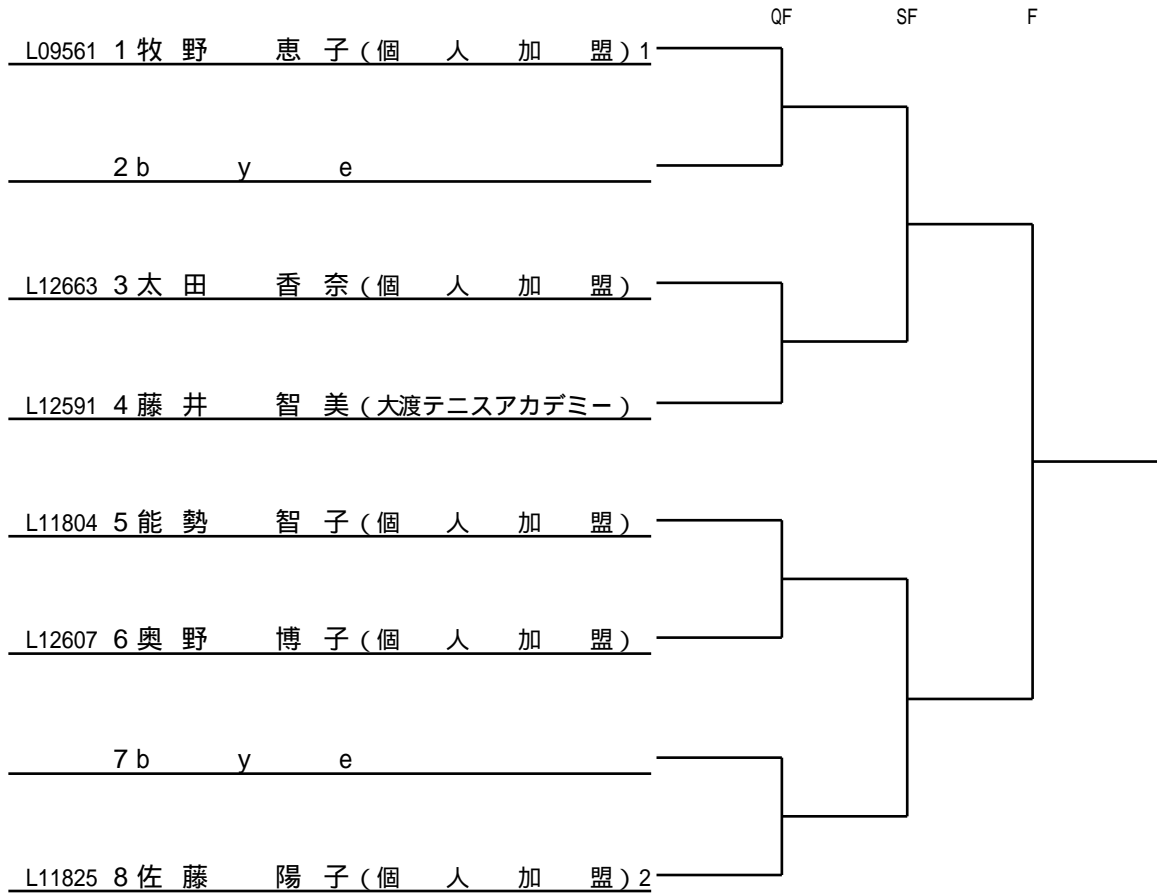 QF SF F
L09561 1 牧野 恵子(個人加盟) 1
2 bye
L12663 3 太田 香奈(個人加盟)
L12591 4 藤井 智美(大渡テニスアカデミー)
L11804 5 能勢 智子(個人加盟)
L12607 6 奥野 博子(個人加盟)
7 bye
L11825 8 佐藤 陽子(個人加盟) 2